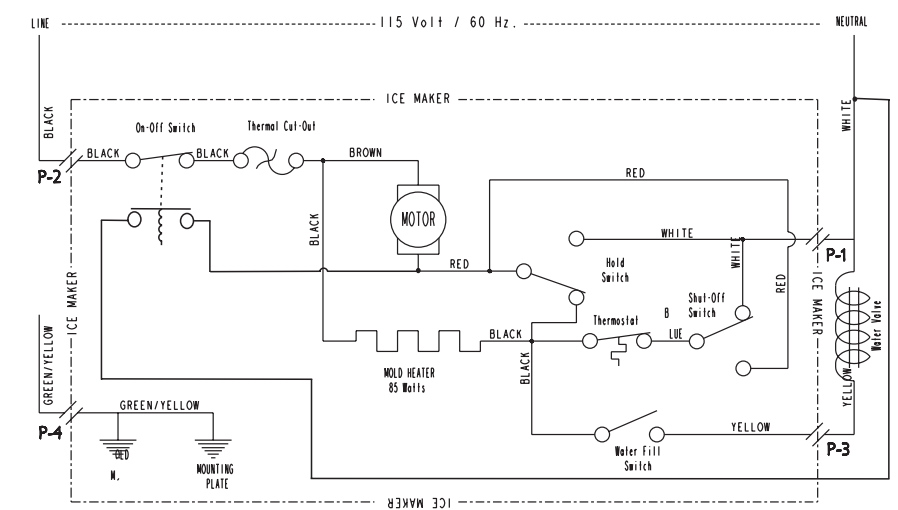 LINE 115 Volt / 60 Hz. NEUTRAL
ICE MAKER
BLACK
WHITE
On-Off Switch
Thermal Cut-Out
BLACK
BLACK
BROWN
P-2
RED
MOTOR
BLACK
WHITE
WHITE
P-1
RED
Hold
Switch
RED
ICE MAKER
ICE MAKER
Shut-Off
Switch
Water Valve
Thermostat
B
LUE
BLACK
BLACK
MOLD HEATER
85 Watts
GREEN/YELLOW
GREEN/YELLOW
YELLOW
P-4
YELLOW
P-3
Water Fill
Switch
M.
MOUNTING
PLATE
ICE MAKER